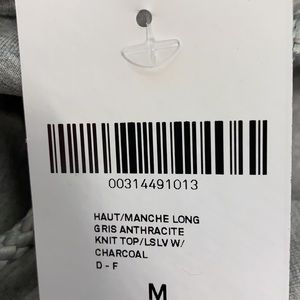 00314491013
HAUT/MANCHE LONG
GRIS ANTHRACITE
KNIT TOP/LSLV W/
CHARCOAL
D - F
M